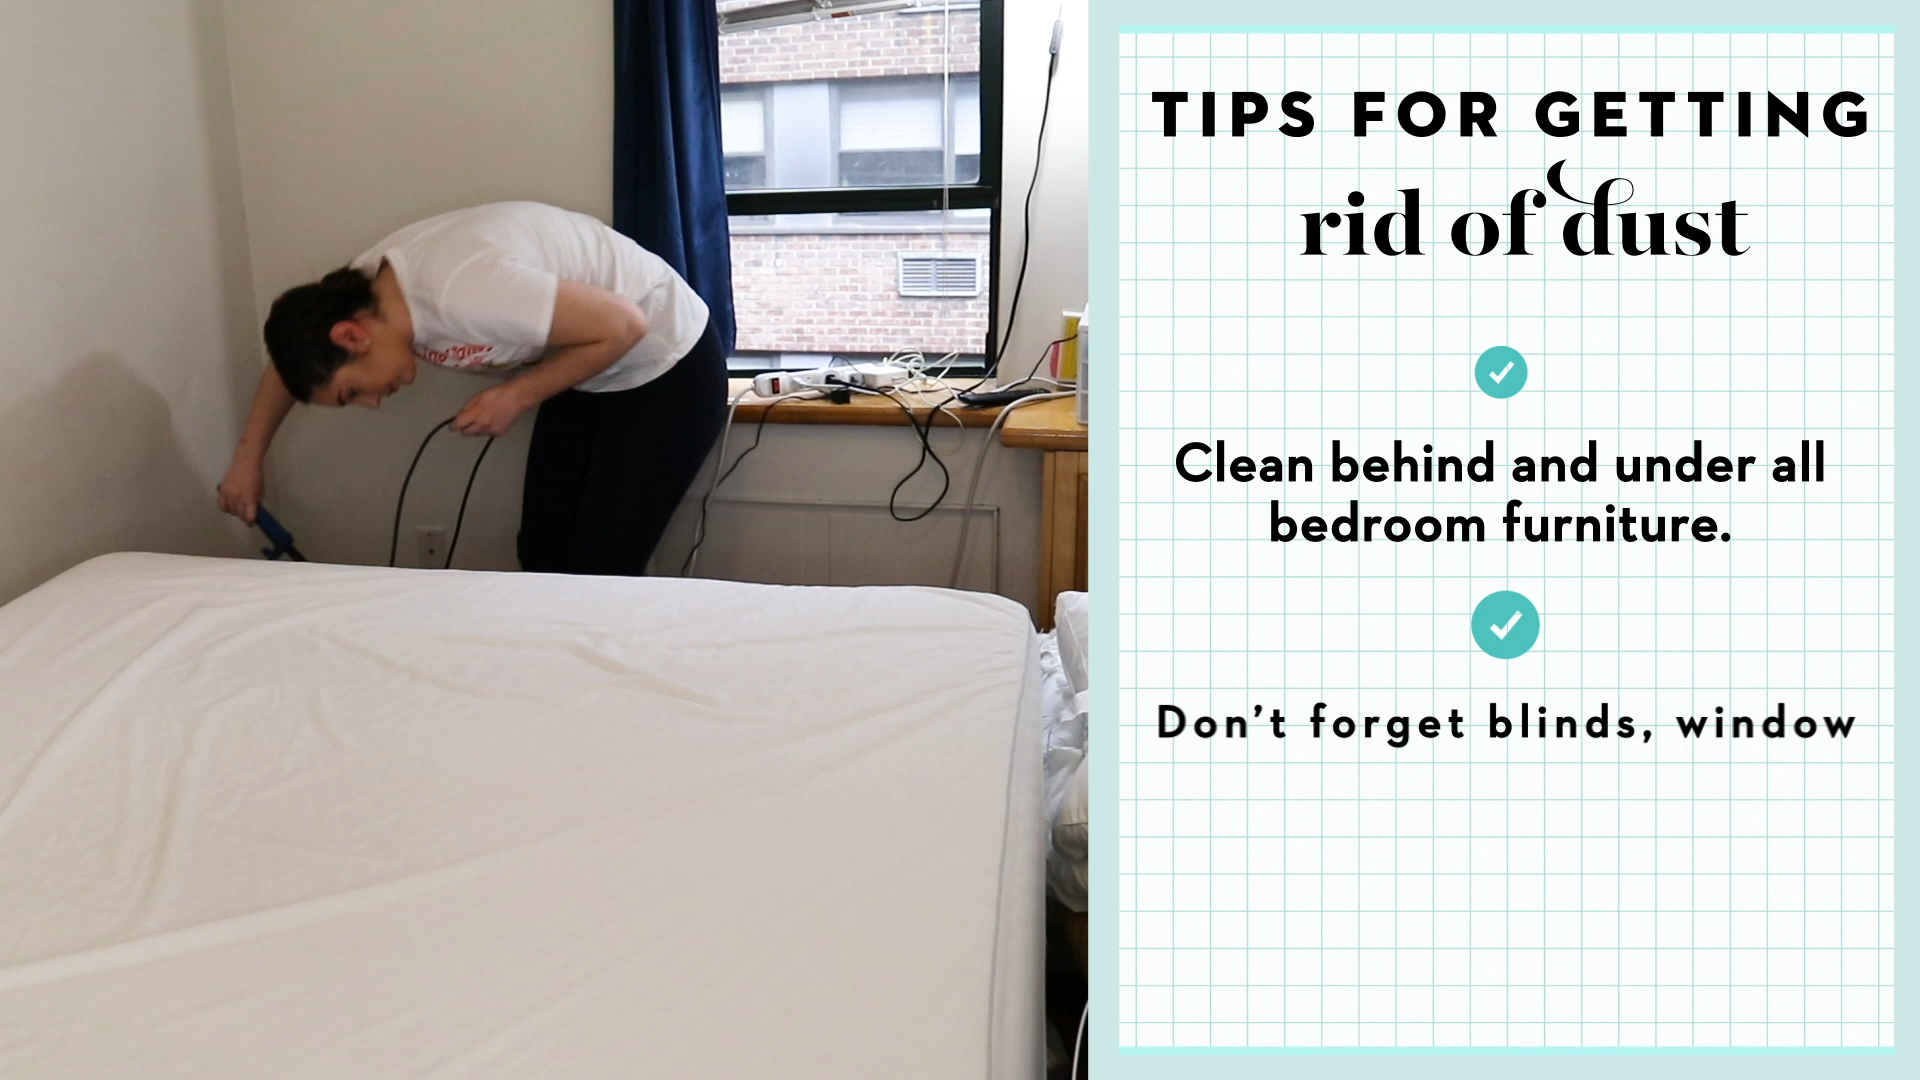 TIPS FOR GETTING
rid of dust
Clean behind and under all
bedroom furniture.
Don't forget blinds, window